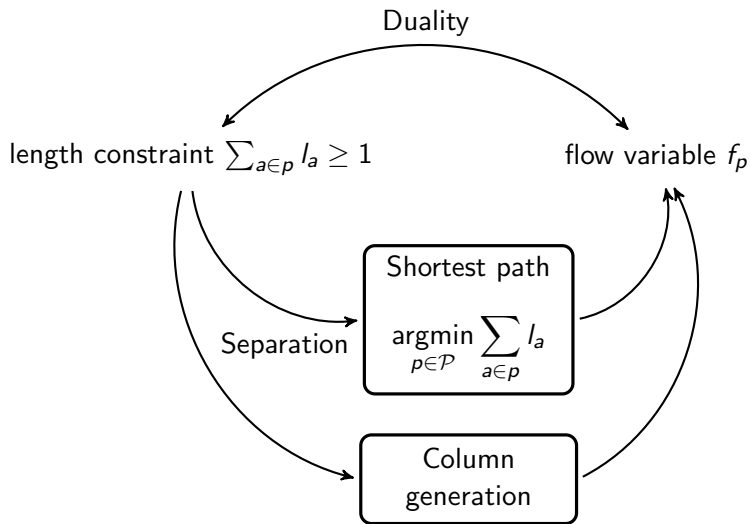 Duality
length constraint ∑_{a∈p} l_a ≥ 1
flow variable f_p
Shortest path
Separation
argmin_{p∈𝒫} ∑_{a∈p} l_a
Column
generation